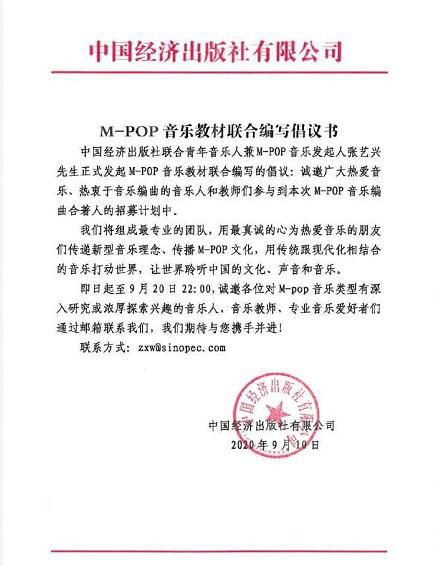 中国经济出版社有限公司
M-POP 音乐教材联合编写倡议书
中国经济出版社联合青年音乐人兼M-POP音乐发起人张艺兴
先生正式发起M-POP音乐教材联合编写的倡议：诚邀广大热爱音
乐、热衷于音乐编曲的音乐人和教师们参与到本次M-POP音乐编
曲合著人的招募计划中。
我们将组成最专业的团队，用最真诚的心为热爱音乐的朋友
们传递新型音乐理念、传播M-POP文化，用传统跟现代化相结合
的音乐打动世界，让世界聆听中国的文化、声音和音乐。
即日起至9月20日22:00,诚邀各位对M-pop音乐类型有深
入研究或浓厚探索兴趣的音乐人、音乐教师、专业音乐爱好者们
通过邮箱联系我们，我们期待与您携手并进!
联系方式：zxw@sinopec.com
中国经济出版社有限公司
中国经济出版社有限公司
2020年9月10日